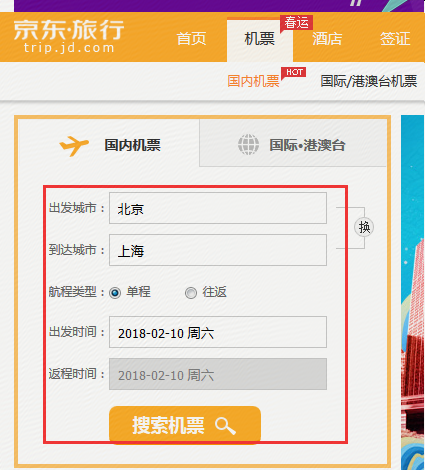 京东·旅行
trip.jd.com
首页 机票 春运 酒店 签证
国内机票 HOT 国际/港澳台机票
国内机票 国际·港澳台
出发城市： 北京
换
到达城市： 上海
航程类型： 单程 往返
出发时间： 2018-02-10 周六
返程时间： 2018-02-10 周六
搜索机票